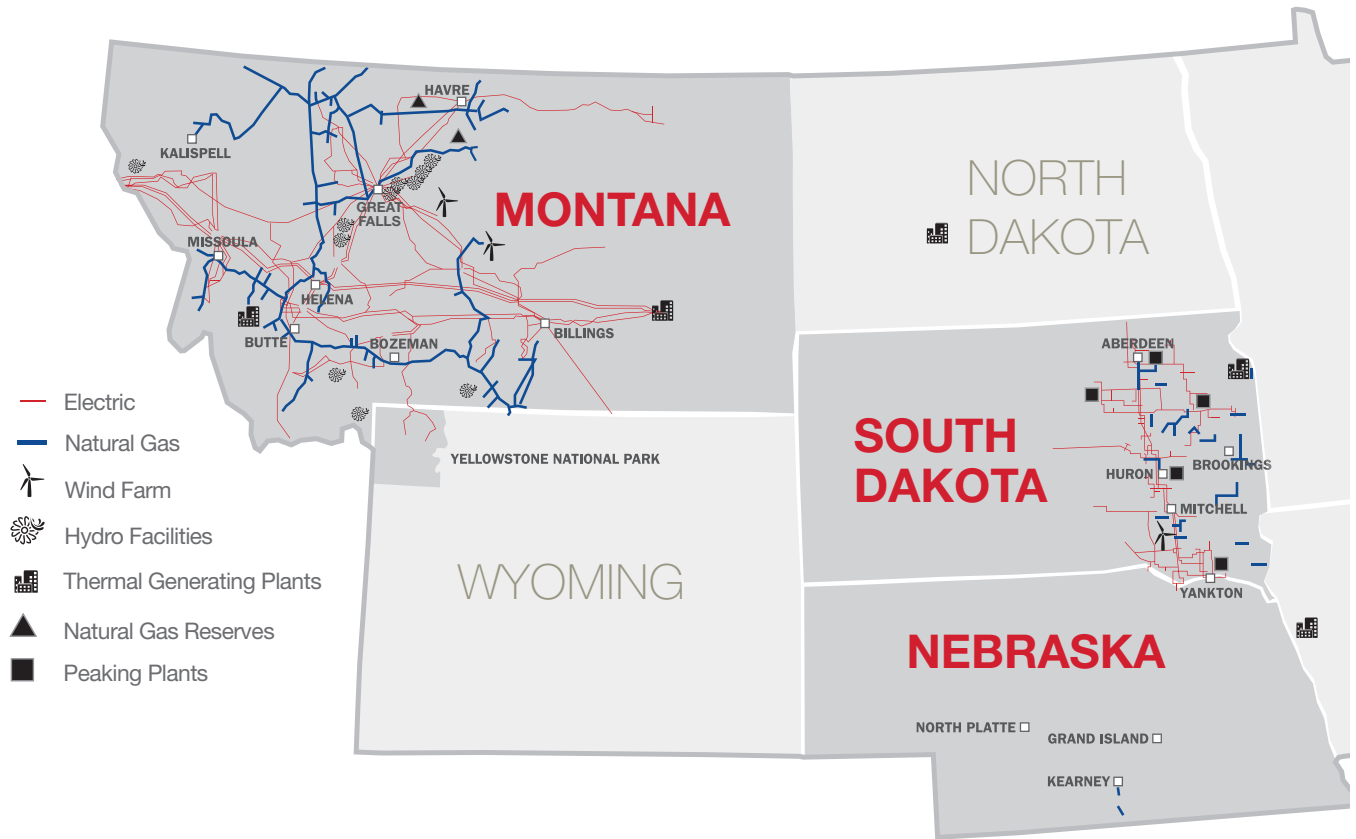 HAVRE
KALISPELL
GREAT
FALLS
MONTANA
MISSOULA
HELENA
BUTTE
BOZEMAN
BILLINGS
NORTH
DAKOTA
ABERDEEN
SOUTH
DAKOTA
HURON
BROOKINGS
MITCHELL
YANKTON
YELLOWSTONE NATIONAL PARK
WYOMING
NEBRASKA
NORTH PLATTE
GRAND ISLAND
KEARNEY
Electric
Natural Gas
Wind Farm
Hydro Facilities
Thermal Generating Plants
Natural Gas Reserves
Peaking Plants